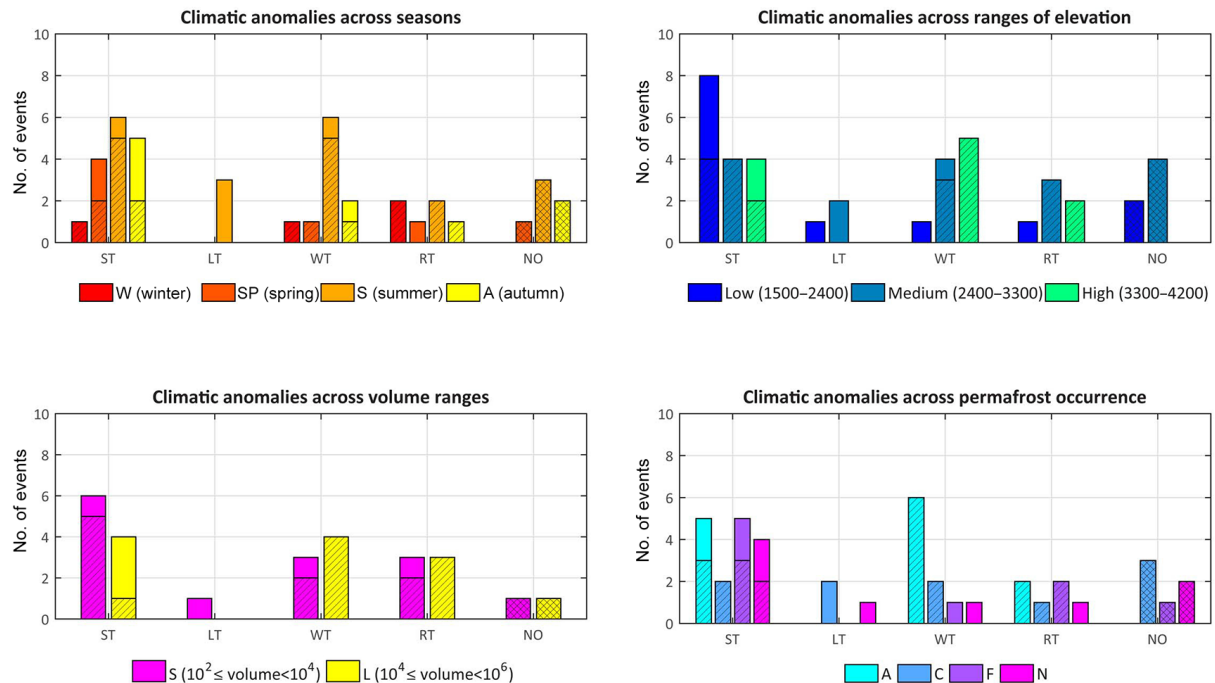 Climatic anomalies across seasons
No. of events
10
8
6
4
2
0
ST LT WT RT NO
W (winter) SP (spring) S (summer) A (autumn)
Climatic anomalies across ranges of elevation
No. of events
10
8
6
4
2
0
ST LT WT RT NO
Low (1500–2400) Medium (2400–3300) High (3300–4200)
Climatic anomalies across volume ranges
No. of events
10
8
6
4
2
0
ST LT WT RT NO
S (10² ≤ volume<10⁴) L (10⁴ ≤ volume<10⁶)
Climatic anomalies across permafrost occurrence
No. of events
10
8
6
4
2
0
ST LT WT RT NO
A C F N